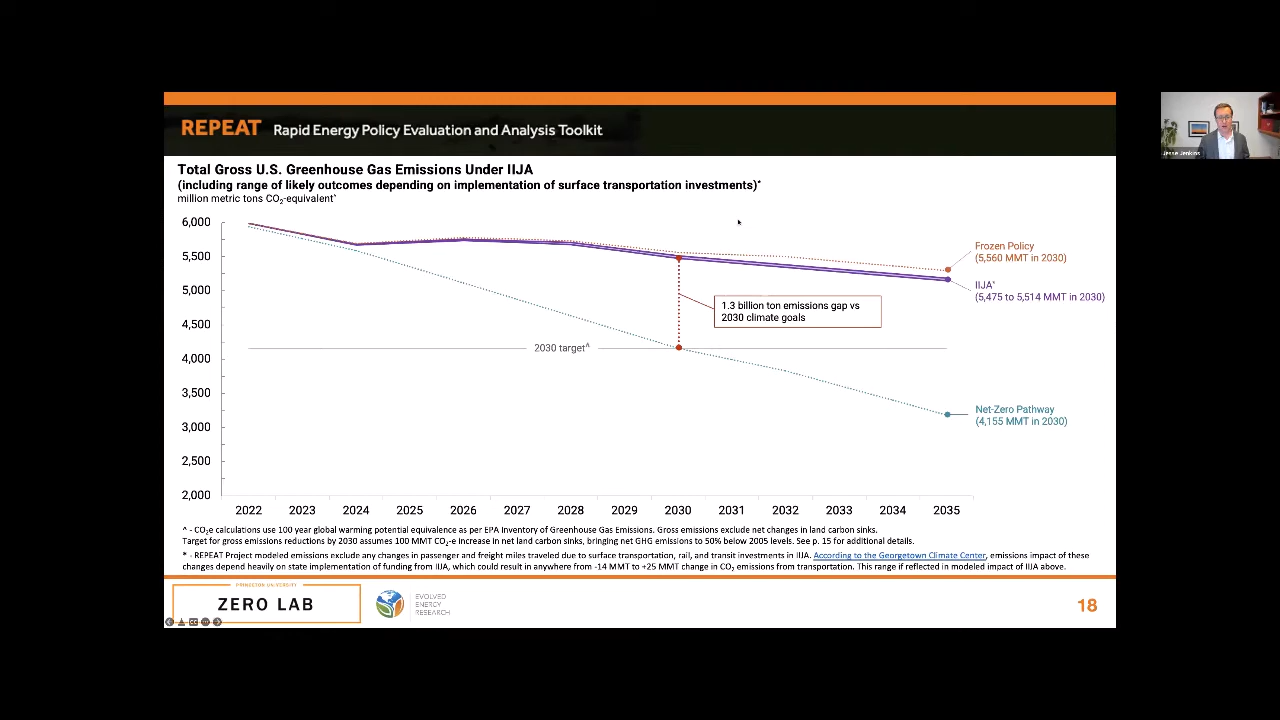 REPEAT Rapid Energy Policy Evaluation and Analysis Toolkit
Jesse Jenkins
Total Gross U.S. Greenhouse Gas Emissions Under IIJA
(including range of likely outcomes depending on implementation of surface transportation investments)*
million metric tons CO₂-equivalent^
6,000
5,500
5,000
4,500
4,000
3,500
3,000
2,500
2,000
Frozen Policy
(5,560 MMT in 2030)
IIJA*
(5,475 to 5,514 MMT in 2030)
1.3 billion ton emissions gap vs
2030 climate goals
2030 target^
Net-Zero Pathway
(4,155 MMT in 2030)
2022 2023 2024 2025 2026 2027 2028 2029 2030 2031 2032 2033 2034 2035
^ - CO₂e calculations use 100 year global warming potential equivalence as per EPA Inventory of Greenhouse Gas Emissions. Gross emissions exclude net changes in land carbon sinks.
Target for gross emissions reductions by 2030 assumes 100 MMT CO₂-e increase in net land carbon sinks, bringing net GHG emissions to 50% below 2005 levels. See p. 15 for additional details.
* - REPEAT Project modeled emissions exclude any changes in passenger and freight miles traveled due to surface transportation, rail, and transit investments in IIJA. According to the Georgetown Climate Center, emissions impact of these
changes depend heavily on state implementation of funding from IIJA, which could result in anywhere from -14 MMT to +25 MMT change in CO₂ emissions from transportation. This range if reflected in modeled impact of IIJA above.
PRINCETON UNIVERSITY
ZERO LAB
EVOLVED
ENERGY
RESEARCH
18